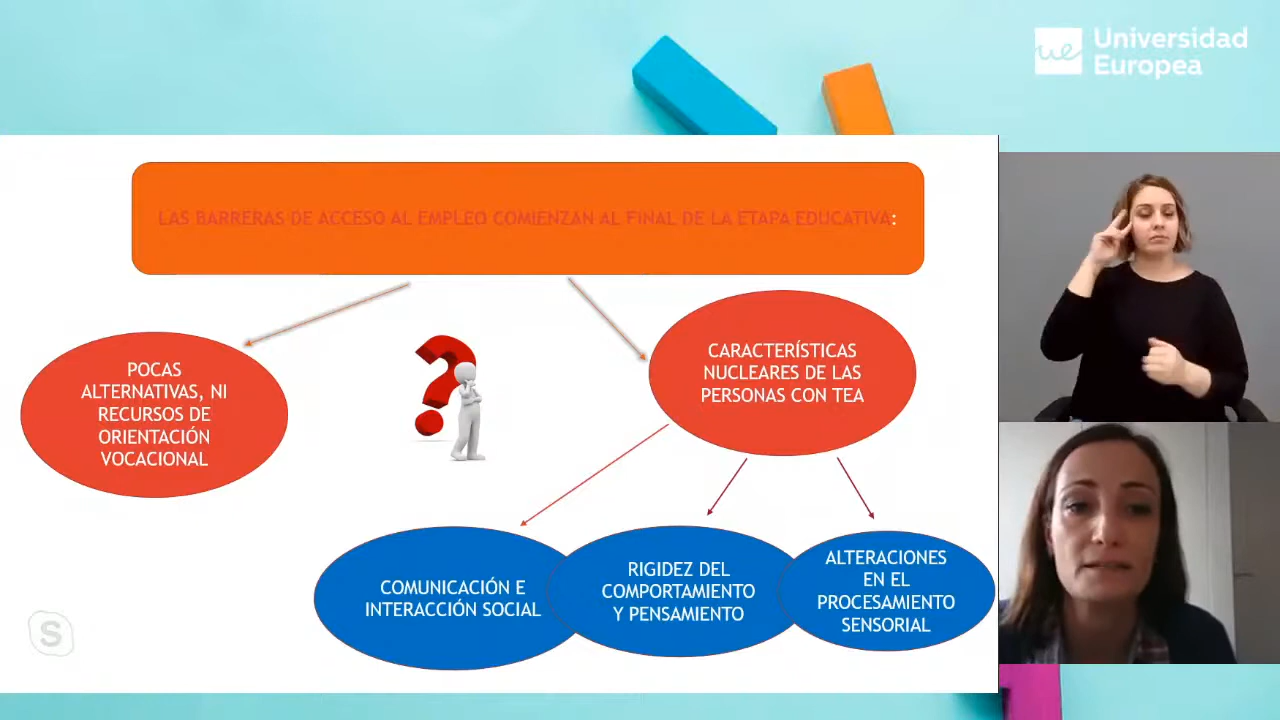 ue Universidad
Europea
LAS BARRERAS DE ACCESO AL EMPLEO COMIENZAN AL FINAL DE LA ETAPA EDUCATIVA:
POCAS
ALTERNATIVAS, NI
RECURSOS DE
ORIENTACIÓN
VOCACIONAL
CARACTERÍSTICAS
NUCLEARES DE LAS
PERSONAS CON TEA
COMUNICACIÓN E
INTERACCIÓN SOCIAL
RIGIDEZ DEL
COMPORTAMIENTO
Y PENSAMIENTO
ALTERACIONES
EN EL
PROCESAMIENTO
SENSORIAL
S